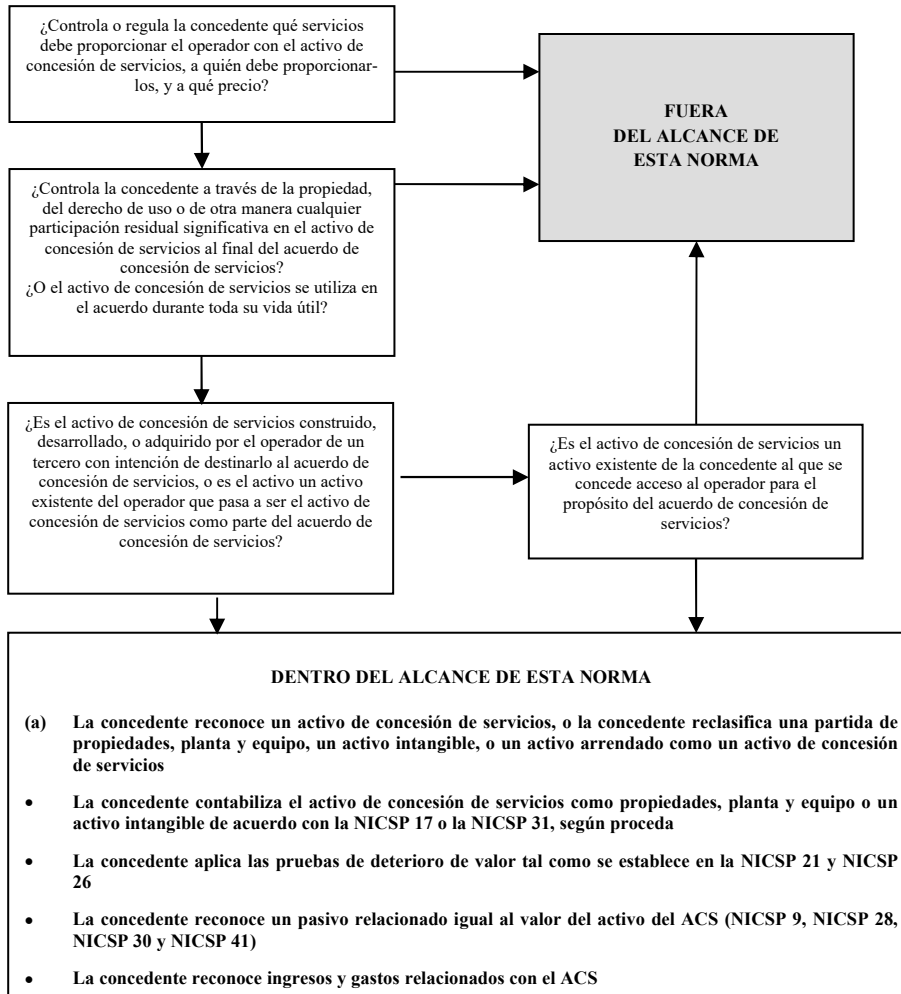 ¿Controla o regula la concedente qué servicios
debe proporcionar el operador con el activo de
concesión de servicios, a quién debe proporcionar-
los, y a qué precio?
FUERA
DEL ALCANCE DE
ESTA NORMA
¿Controla la concedente a través de la propiedad,
del derecho de uso o de otra manera cualquier
participación residual significativa en el activo de
concesión de servicios al final del acuerdo de
concesión de servicios?
¿O el activo de concesión de servicios se utiliza en
el acuerdo durante toda su vida útil?
¿Es el activo de concesión de servicios construido,
desarrollado, o adquirido por el operador de un
tercero con intención de destinarlo al acuerdo de
concesión de servicios, o es el activo un activo
existente del operador que pasa a ser el activo de
concesión de servicios como parte del acuerdo de
concesión de servicios?
¿Es el activo de concesión de servicios un
activo existente de la concedente al que se
concede acceso al operador para el
propósito del acuerdo de concesión de
servicios?
DENTRO DEL ALCANCE DE ESTA NORMA
(a) La concedente reconoce un activo de concesión de servicios, o la concedente reclasifica una partida de
propiedades, planta y equipo, un activo intangible, o un activo arrendado como un activo de concesión
de servicios
• La concedente contabiliza el activo de concesión de servicios como propiedades, planta y equipo o un
activo intangible de acuerdo con la NICSP 17 o la NICSP 31, según proceda
• La concedente aplica las pruebas de deterioro de valor tal como se establece en la NICSP 21 y NICSP
26
• La concedente reconoce un pasivo relacionado igual al valor del activo del ACS (NICSP 9, NICSP 28,
NICSP 30 y NICSP 41)
• La concedente reconoce ingresos y gastos relacionados con el ACS